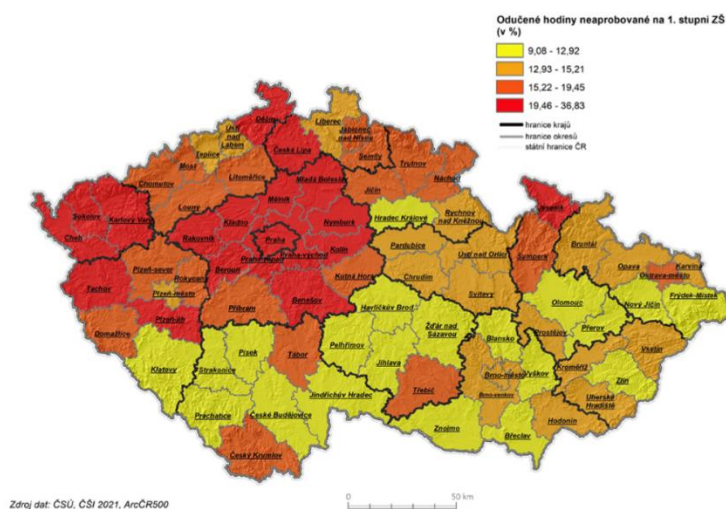 Odučené hodiny neaprobované na 1. stupni ZŠ
(v %)
9,08 - 12,92
12,93 - 15,21
15,22 - 19,45
19,46 - 36,83
hranice krajů
hranice okresů
státní hranice ČR
Děčín
Liberec
Ústí nad Labem
Jablonec nad Nisou
Teplice
Česká Lipa
Semily
Most
Trutnov
Chomutov
Litoměřice
Mladá Boleslav
Jičín
Náchod
Louny
Mělník
Jeseník
Sokolov
Karlovy Vary
Kladno
Nymburk
Hradec Králové
Rychnov nad Kněžnou
Cheb
Rakovník
Praha
Kolín
Bruntál
Praha-západ
Praha-východ
Pardubice
Ústí nad Orlicí
Šumperk
Opava
Karviná
Plzeň-sever
Beroun
Kutná Hora
Ostrava-město
Tachov
Rokycany
Chrudim
Plzeň-město
Benešov
Svitavy
Olomouc
Nový Jičín
Frýdek-Místek
Plzeň-jih
Příbram
Havlíčkův Brod
Domažlice
Žďár nad Sázavou
Přerov
Prostějov
Vsetín
Tábor
Pelhřimov
Blansko
Klatovy
Písek
Strakonice
Jihlava
Kroměříž
Vyškov
Brno-město
Zlín
Třebíč
Brno-venkov
Jindřichův Hradec
Uherské Hradiště
Prachatice
České Budějovice
Hodonín
Znojmo
Břeclav
Český Krumlov
Zdroj dat: ČSÚ, ČŠI 2021, ArcČR500
0
50 km